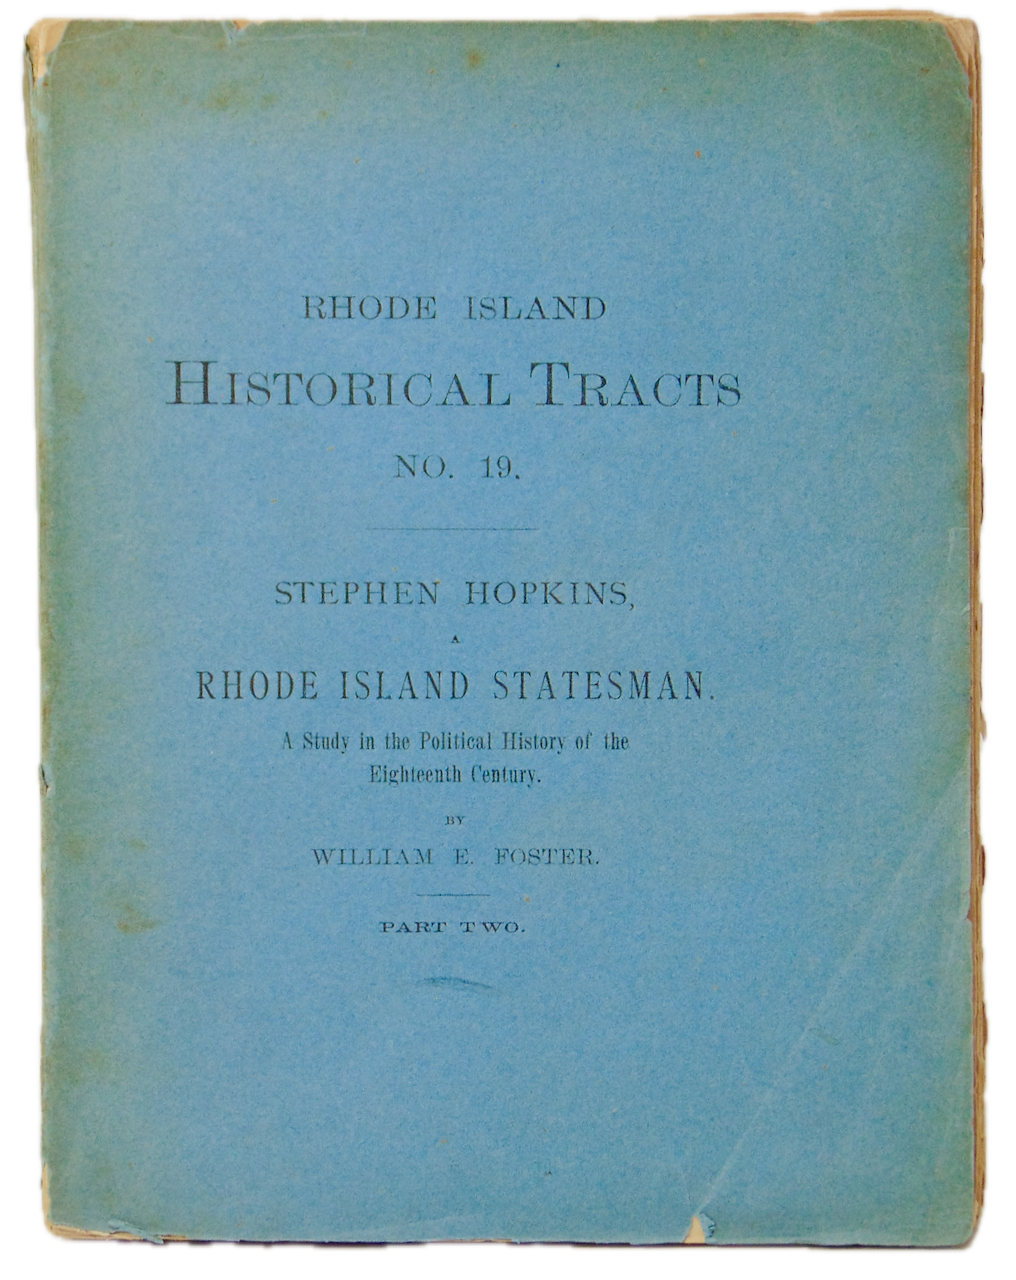 RHODE ISLAND
HISTORICAL TRACTS
NO. 19.
STEPHEN HOPKINS,
A
RHODE ISLAND STATESMAN.
A Study in the Political History of the
Eighteenth Century.
BY
WILLIAM E. FOSTER.
PART TWO.